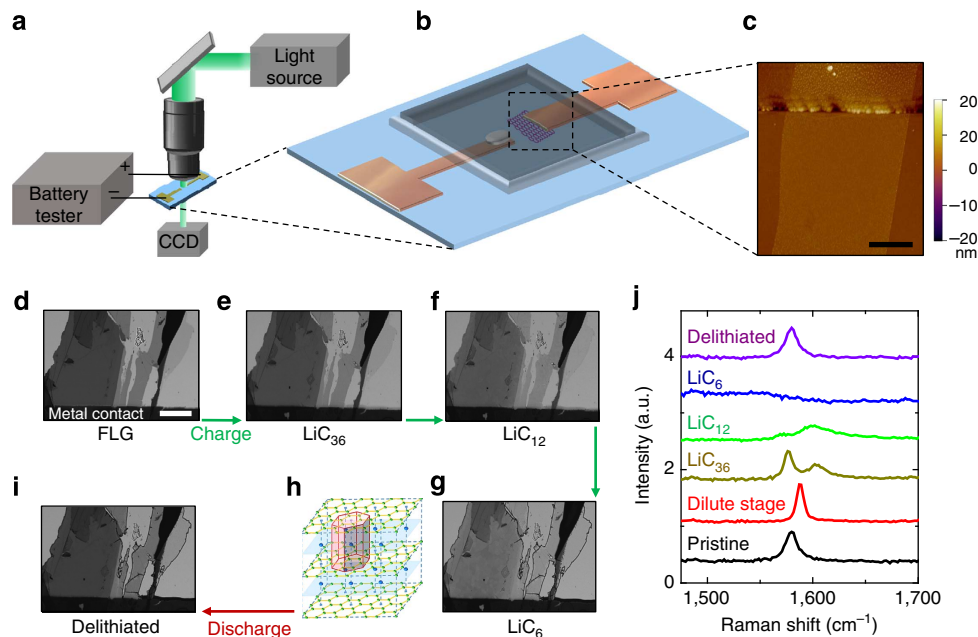 a
Light
source
Battery
tester
+
–
CCD
b
c
20
20
10
0
–10
–20
nm
d
Metal contact
FLG
Charge
e
LiC36
f
LiC12
i
Delithiated
Discharge
h
g
LiC6
j
Delithiated
LiC6
LiC12
LiC36
Dilute stage
Pristine
4
2
0
Intensity (a.u.)
1,500
1,600
1,700
Raman shift (cm⁻¹)